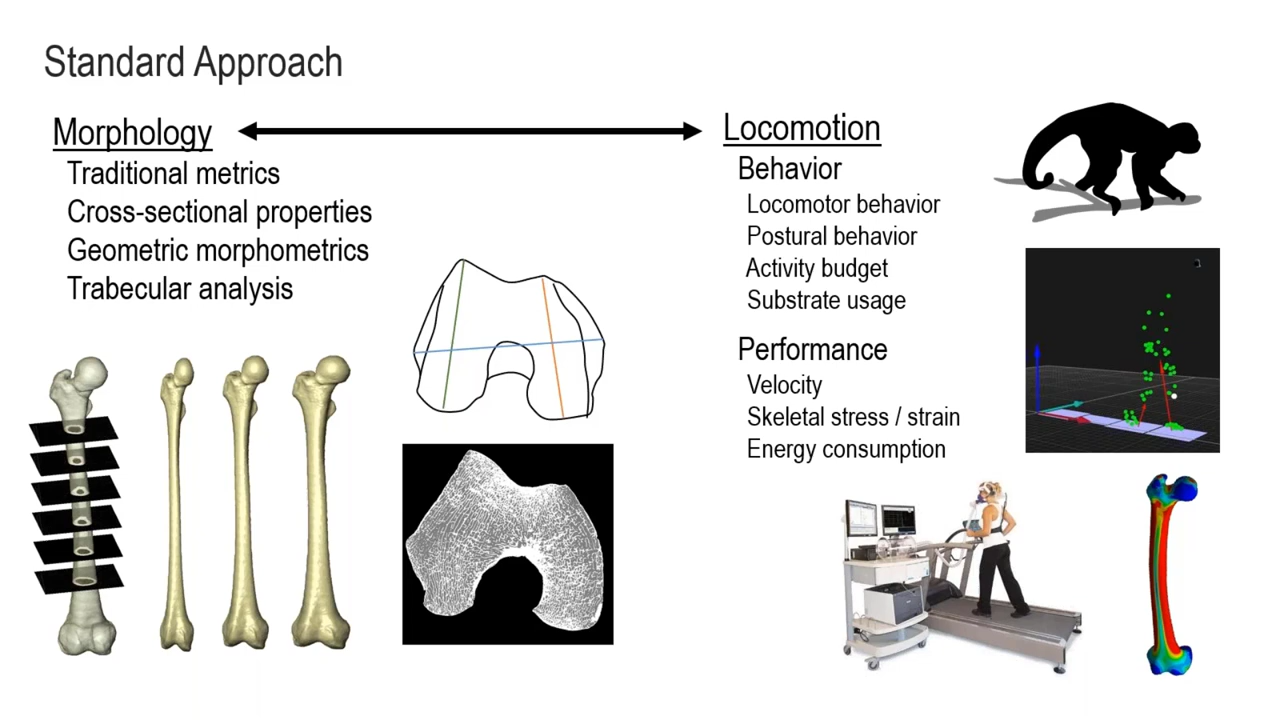 Standard Approach
Morphology
Traditional metrics
Cross-sectional properties
Geometric morphometrics
Trabecular analysis
Locomotion
Behavior
Locomotor behavior
Postural behavior
Activity budget
Substrate usage
Performance
Velocity
Skeletal stress / strain
Energy consumption